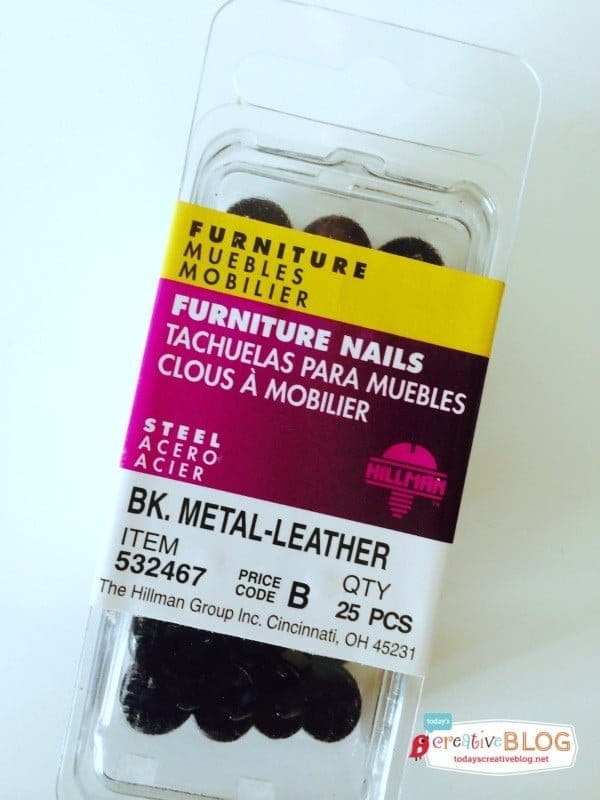 FURNITURE
MUEBLES
MOBILIER
FURNITURE NAILS
TACHUELAS PARA MUEBLES
CLOUS À MOBILIER
STEEL
ACERO
ACIER
HILLMAN
TM
BK. METAL-LEATHER
ITEM
532467
PRICE
CODE B
QTY
25 PCS
The Hillman Group Inc. Cincinnati, OH 45231
today's
creative BLOG
todayscreativeblog.net